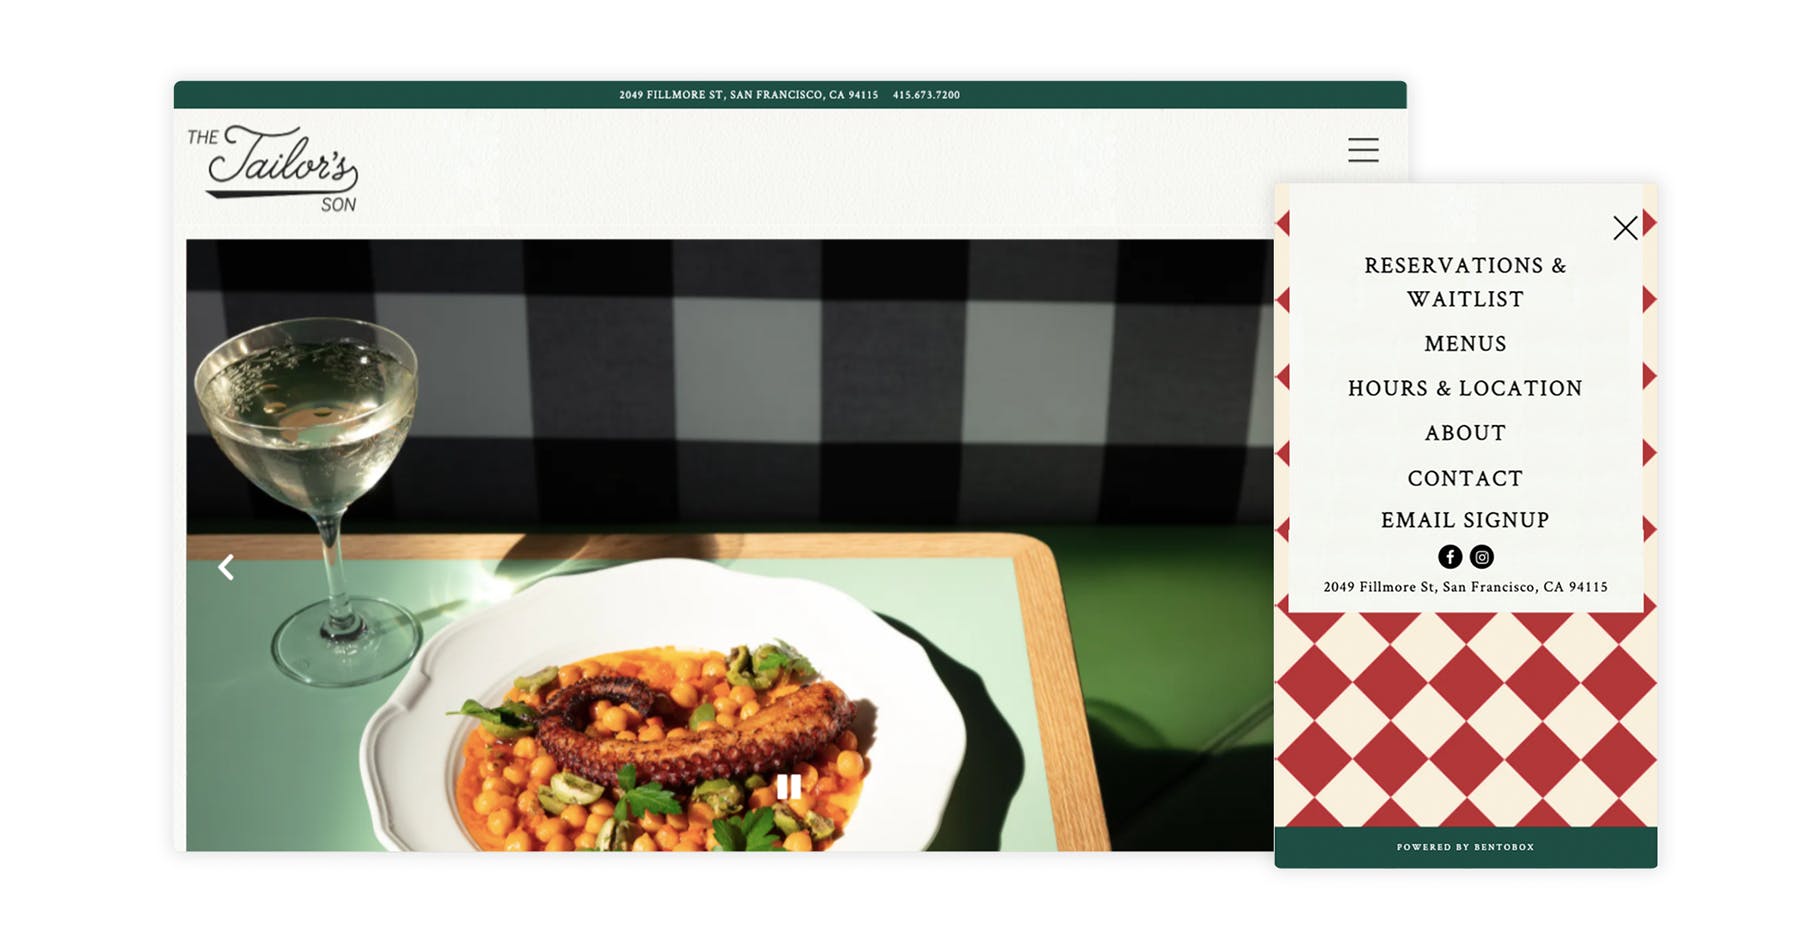 2049 FILLMORE ST, SAN FRANCISCO, CA 94115 415.673.7200
THE
Tailor's
SON
RESERVATIONS &
WAITLIST
MENUS
HOURS & LOCATION
ABOUT
CONTACT
EMAIL SIGNUP
2049 Fillmore St, San Francisco, CA 94115
POWERED BY BENTOBOX